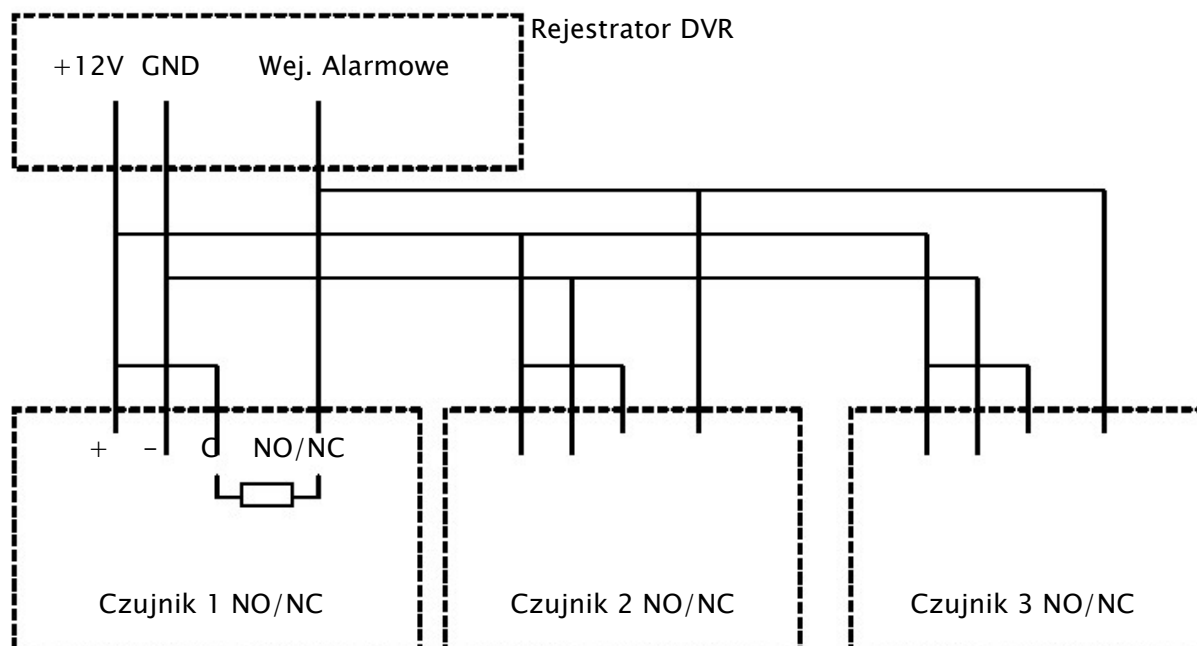 Rejestrator DVR
+12V GND Wej. Alarmowe
+ – C NO/NC
Czujnik 1 NO/NC
Czujnik 2 NO/NC
Czujnik 3 NO/NC